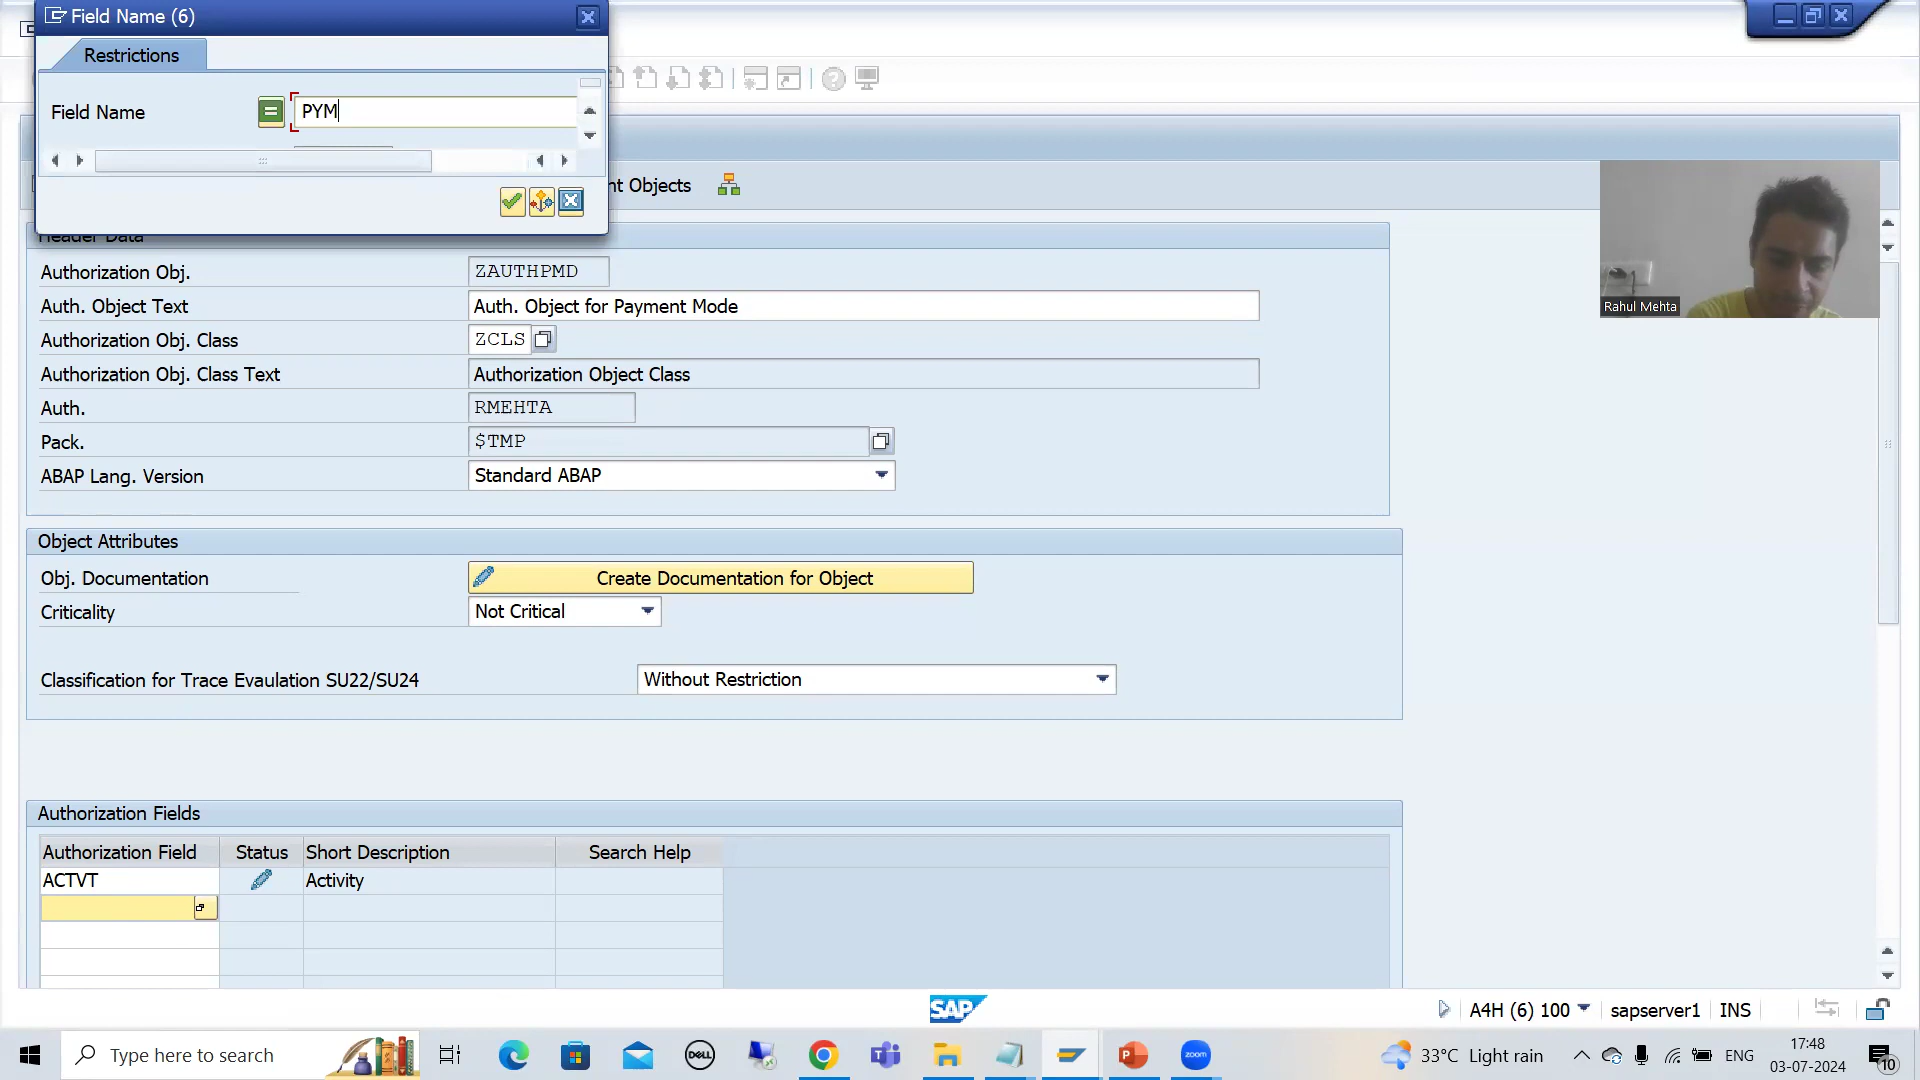 Field Name (6)
Restrictions
Field Name
PYM
nt Objects
Header Data
Authorization Obj.
ZAUTHPMD
Auth. Object Text
Auth. Object for Payment Mode
Authorization Obj. Class
ZCLS
Authorization Obj. Class Text
Authorization Object Class
Auth.
RMEHTA
Pack.
$TMP
ABAP Lang. Version
Standard ABAP
Object Attributes
Obj. Documentation
Create Documentation for Object
Criticality
Not Critical
Classification for Trace Evaulation SU22/SU24
Without Restriction
Authorization Fields
Authorization Field Status Short Description Search Help
ACTVT Activity
Rahul Mehta
SAP
A4H (6) 100 sapserver1 INS
Type here to search
DELL
zoom
33°C Light rain
ENG
17:48
03-07-2024
10